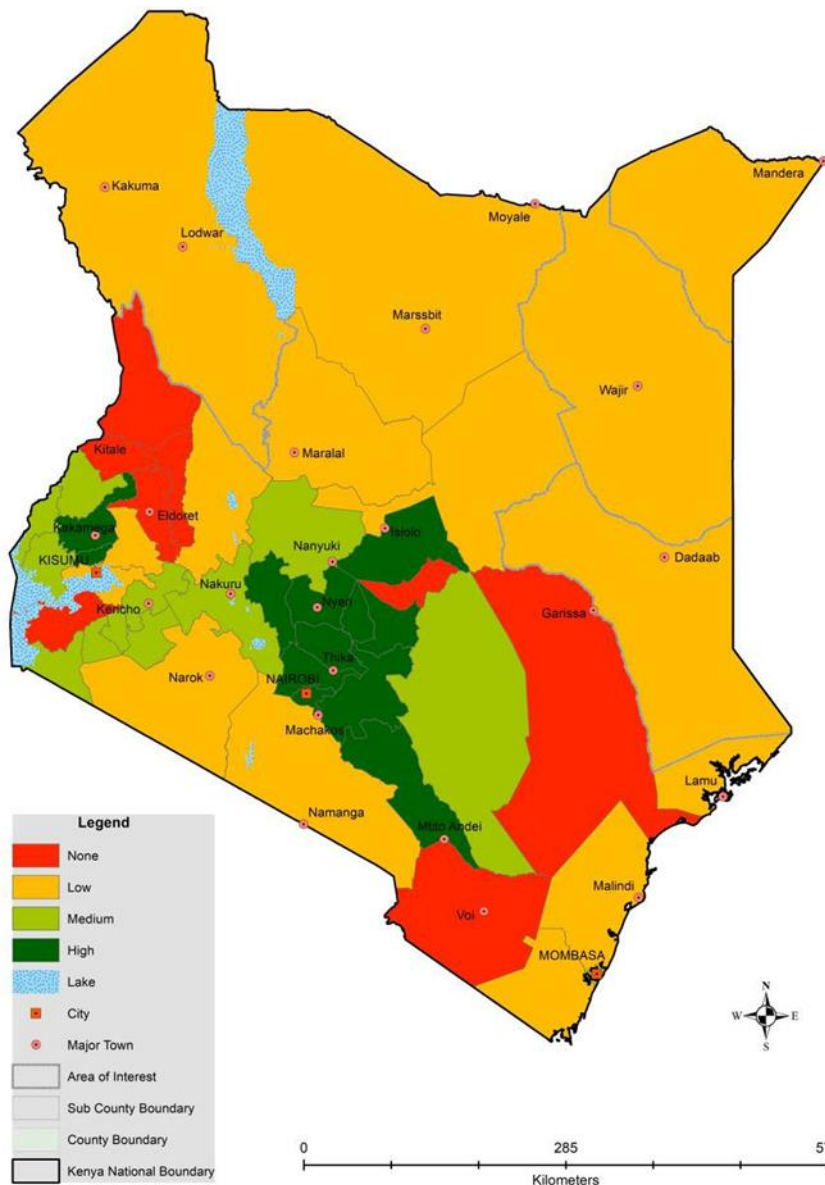 Mandera
Kakuma
Moyale
Lodwar
Marssbit
Wajir
Kitale
Maralal
Eldoret
Kakamega
Isiolo
KISUMU
Nanyuki
Dadaab
Nakuru
Kericho
Nyeri
Garissa
Thika
Narok
NAIROBI
Machakos
Lamu
Namanga
Mtito Andei
Malindi
Voi
MOMBASA
Legend
None
Low
Medium
High
Lake
City
Major Town
Area of Interest
Sub County Boundary
County Boundary
Kenya National Boundary
N
W E
S
0 285
Kilometers